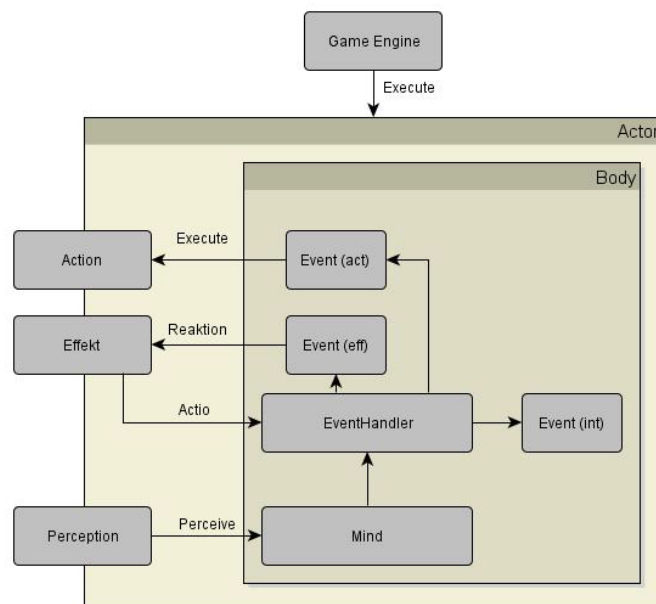 Game Engine
Execute
Actor
Body
Execute
Action
Event (act)
Reaktion
Effekt
Event (eff)
Actio
EventHandler
Event (int)
Perceive
Perception
Mind